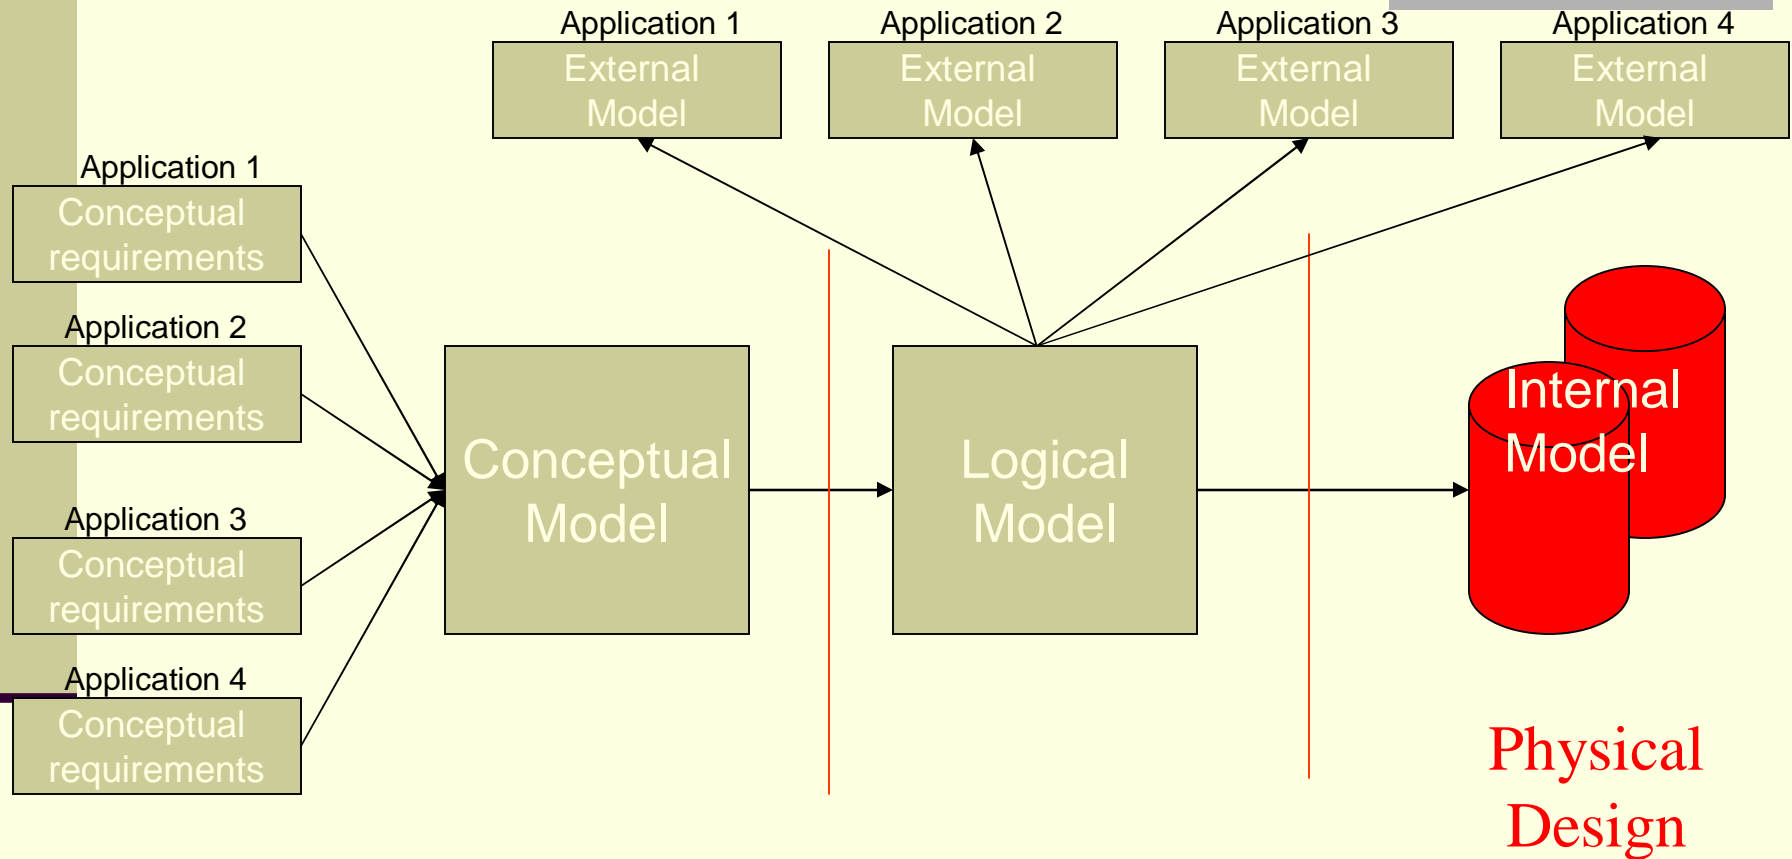 Application 1
Application 2
Application 3
Application 4
External
Model
External
Model
External
Model
External
Model
Application 1
Conceptual
requirements
Application 2
Conceptual
requirements
Application 3
Conceptual
requirements
Application 4
Conceptual
requirements
Conceptual
Model
Logical
Model
Internal
Model
Physical
Design